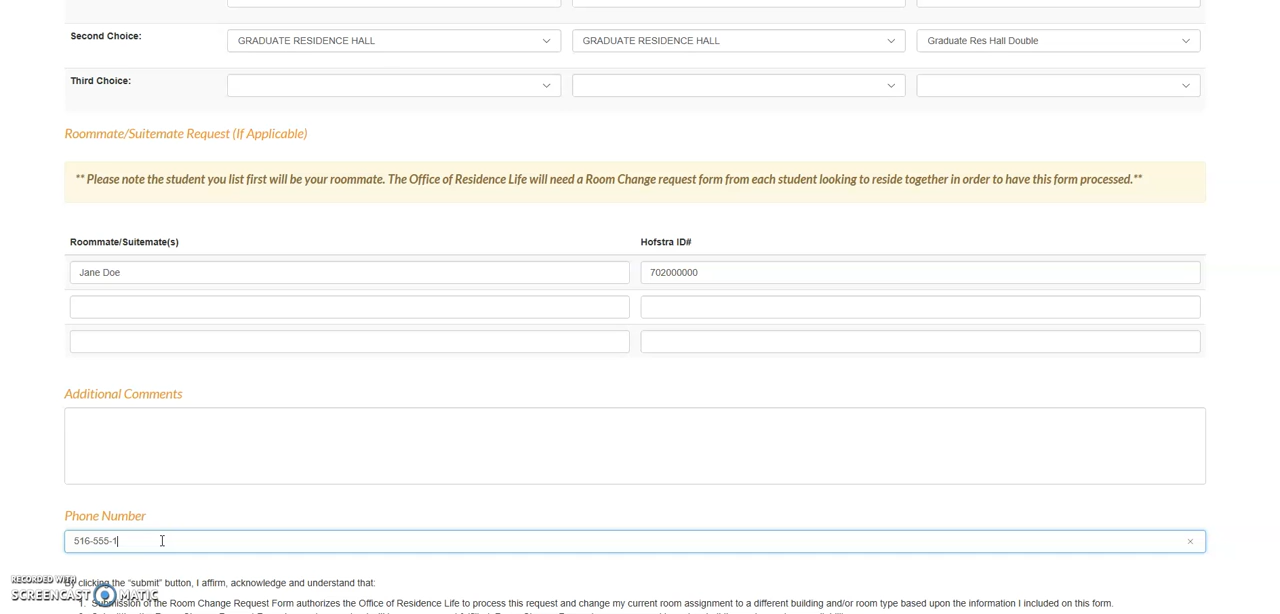 Second Choice: GRADUATE RESIDENCE HALL GRADUATE RESIDENCE HALL Graduate Res Hall Double
Third Choice:
Roommate/Suitemate Request (If Applicable)
** Please note the student you list first will be your roommate. The Office of Residence Life will need a Room Change request form from each student looking to reside together in order to have this form processed.**
Roommate/Suitemate(s) Hofstra ID#
Jane Doe 702000000
Additional Comments
Phone Number
516-555-1
By clicking the “submit” button, I affirm, acknowledge and understand that:
RECORDED WITH
SCREENCAST MATIC
1. Submission of the Room Change Request Form authorizes the Office of Residence Life to process this request and change my current room assignment to a different building and/or room type based upon the information I included on this form.